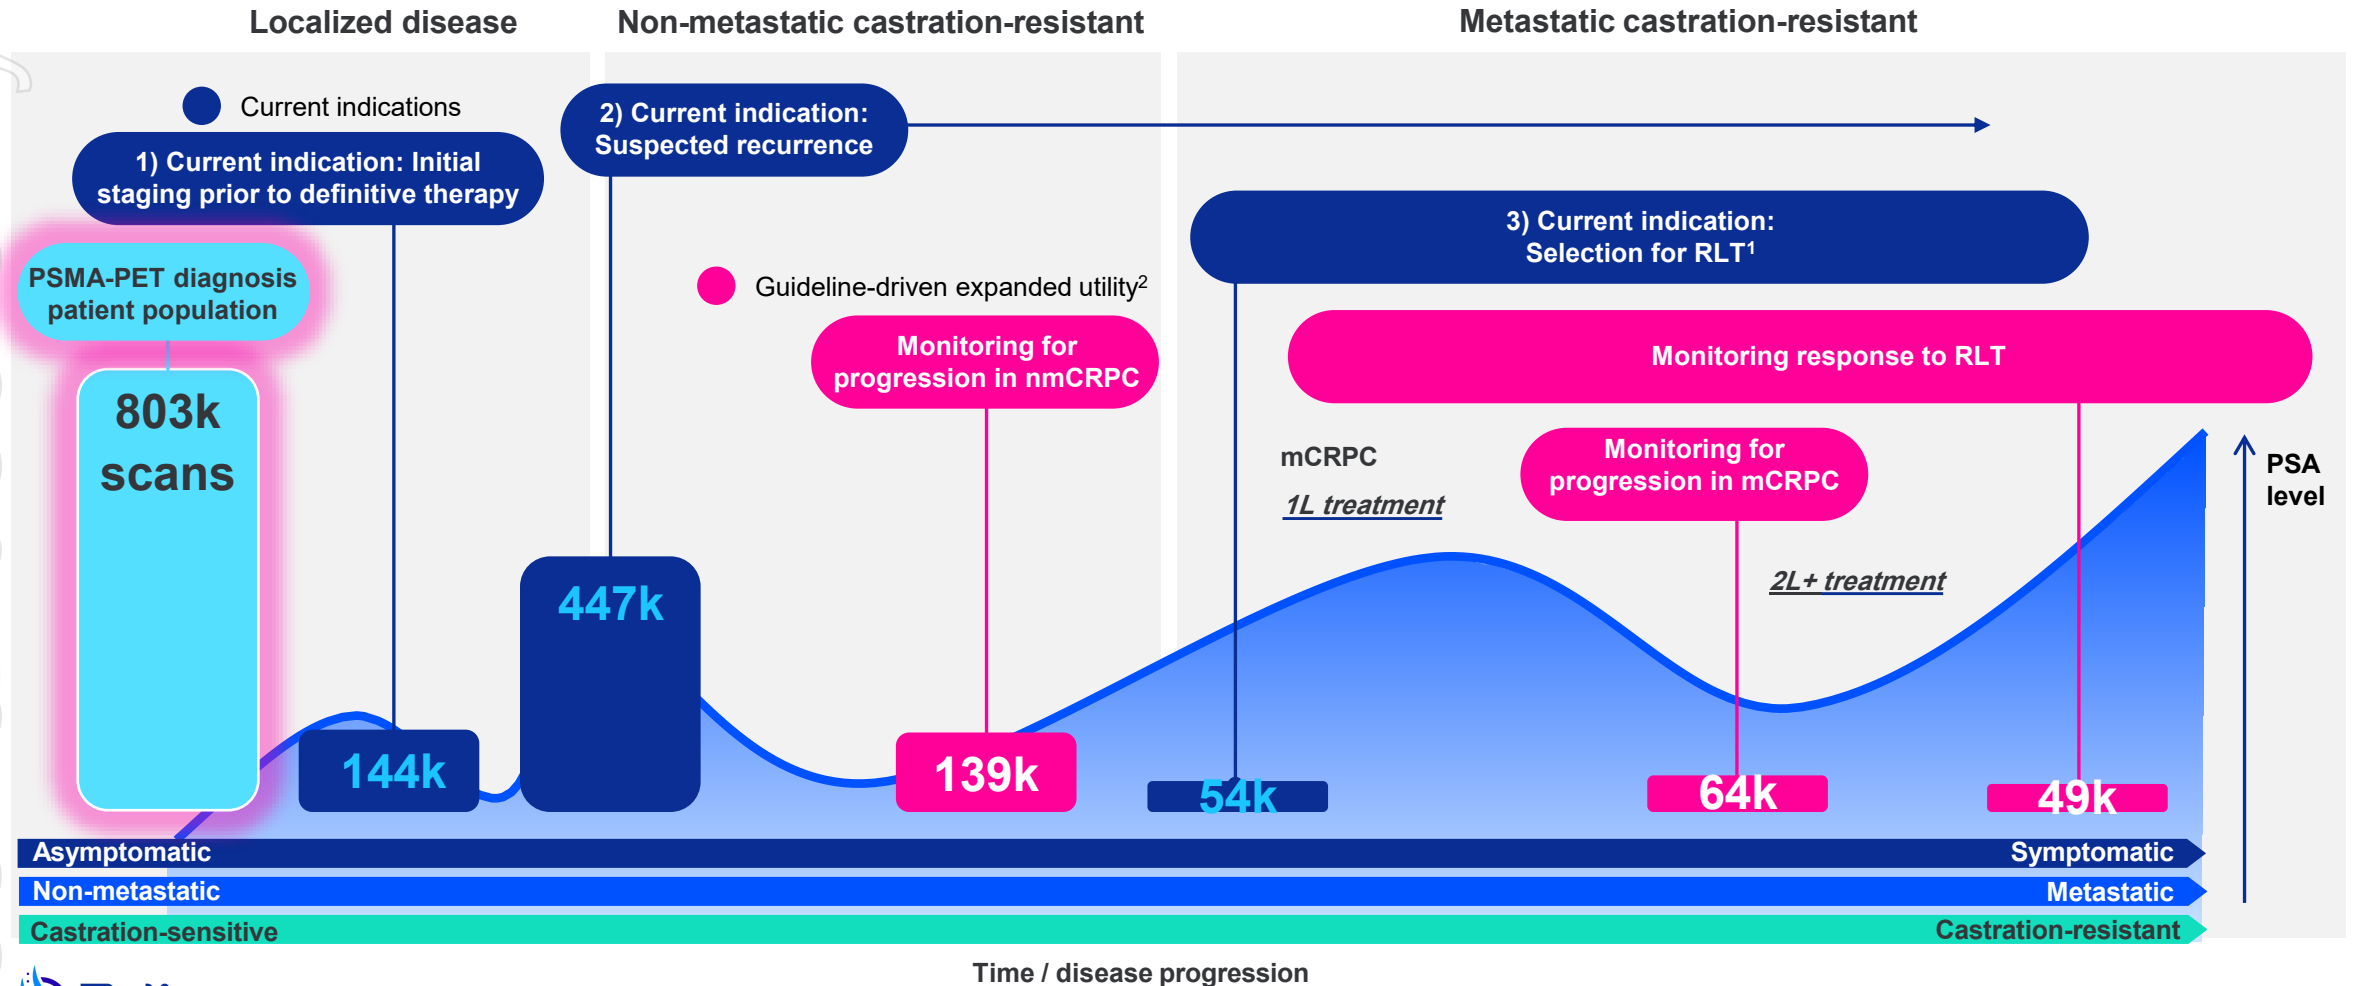 Localized disease
Non-metastatic castration-resistant
Metastatic castration-resistant
Current indications
1) Current indication: Initial
staging prior to definitive therapy
2) Current indication:
Suspected recurrence
3) Current indication:
Selection for RLT¹
PSMA-PET diagnosis
patient population
Guideline-driven expanded utility²
Monitoring for
progression in nmCRPC
Monitoring response to RLT
803k
scans
mCRPC
1L treatment
Monitoring for
progression in mCRPC
2L+ treatment
PSA
level
447k
144k
139k
54k
64k
49k
Asymptomatic
Symptomatic
Non-metastatic
Metastatic
Castration-sensitive
Castration-resistant
Time / disease progression